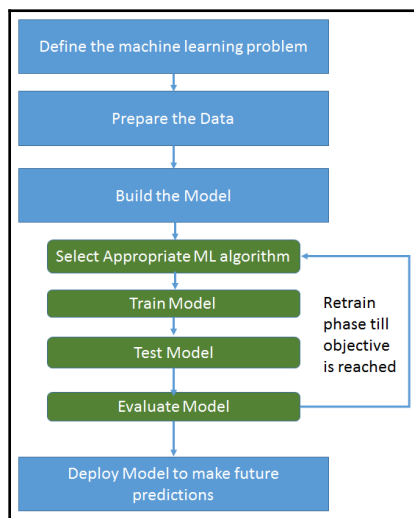 Define the machine learning problem
Prepare the Data
Build the Model
Select Appropriate ML algorithm
Train Model
Retrain
phase till
objective
is reached
Test Model
Evaluate Model
Deploy Model to make future
predictions